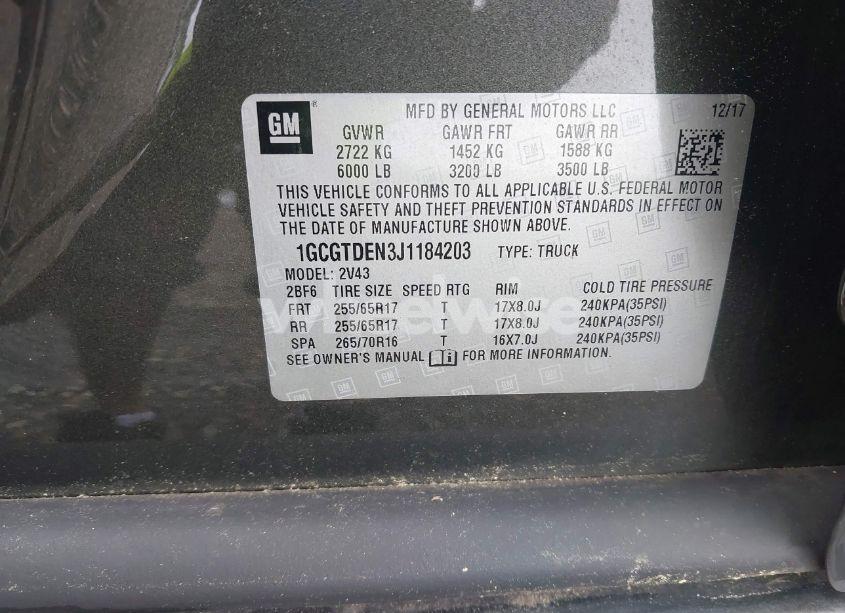 GM ® MFD BY GENERAL MOTORS LLC 12/17
GVWR GAWR FRT GAWR RR
2722 KG 1452 KG 1588 KG
6000 LB 3200 LB 3500 LB
THIS VEHICLE CONFORMS TO ALL APPLICABLE U.S. FEDERAL MOTOR
VEHICLE SAFETY AND THEFT PREVENTION STANDARDS IN EFFECT ON
THE DATE OF MANUFACTURE SHOWN ABOVE.
1GCGTDEN3J1184203 TYPE: TRUCK
MODEL: 2V43
2BF6 TIRE SIZE SPEED RTG RIM COLD TIRE PRESSURE
FRT 255/65R17 T 17X8.0J 240KPA(35PSI)
RR 255/65R17 T 17X8.0J 240KPA(35PSI)
SPA 265/70R16 T 16X7.0J 240KPA(35PSI)
SEE OWNER'S MANUAL FOR MORE INFORMATION.